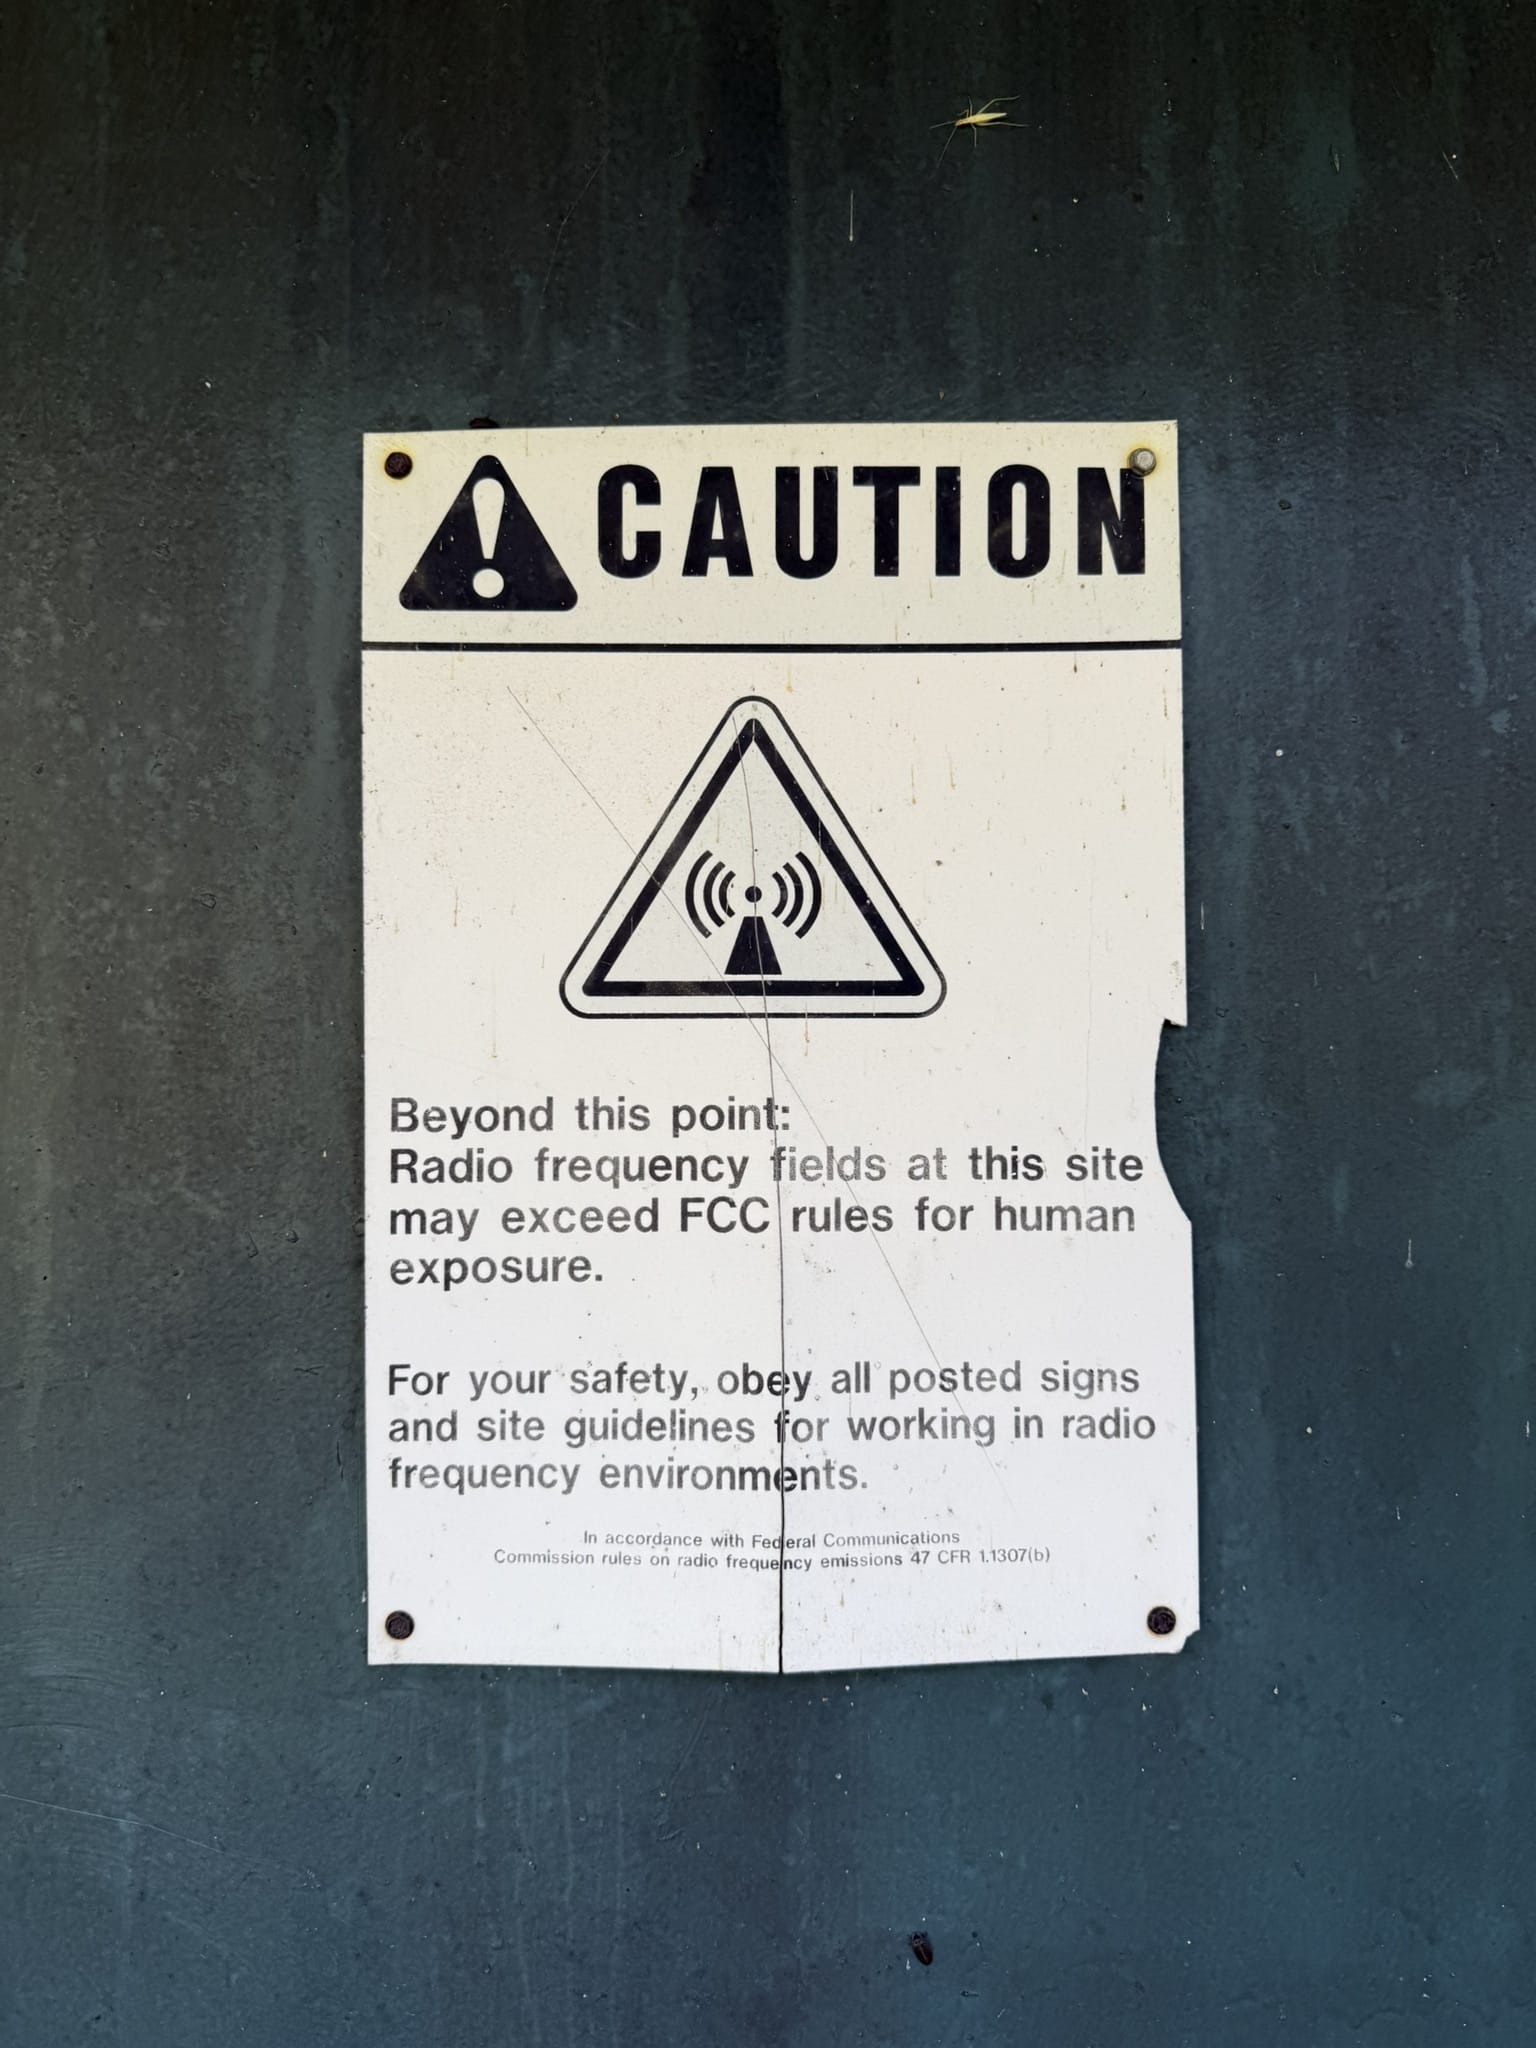 CAUTION
Beyond this point:
Radio frequency fields at this site
may exceed FCC rules for human
exposure.
For your safety, obey all posted signs
and site guidelines for working in radio
frequency environments.
In accordance with Federal Communications
Commission rules on radio frequency emissions 47 CFR 1.1307(b)